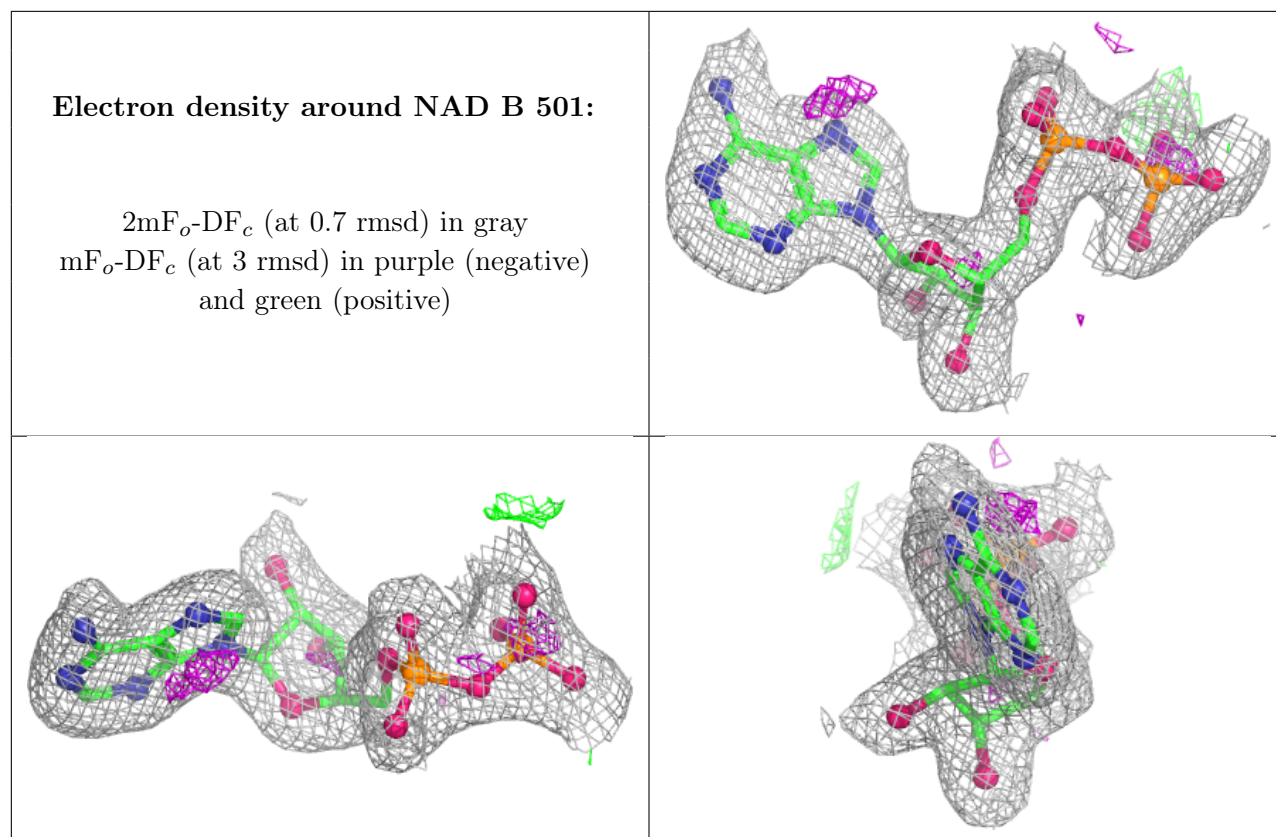 Electron density around NAD B 501:
2mFo-DFc (at 0.7 rmsd) in gray
mFo-DFc (at 3 rmsd) in purple (negative)
and green (positive)